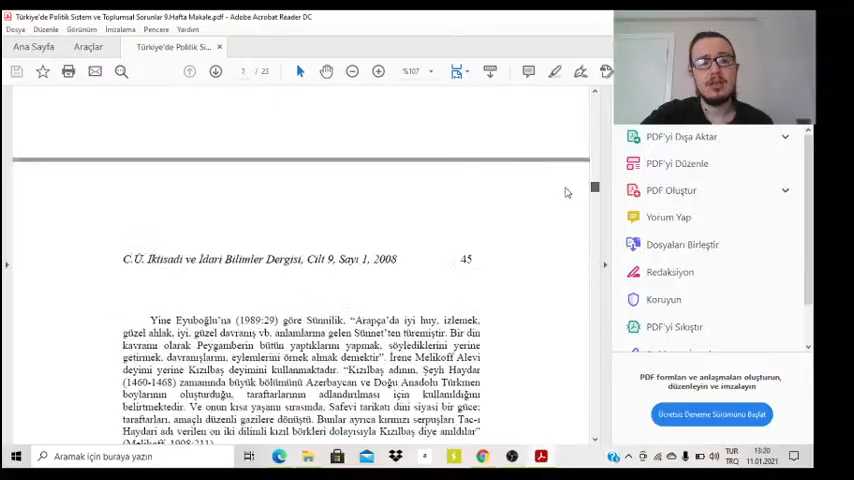 Türkiye'de Politik Sistem ve Toplumsal Sorunlar 9.Hafta Makale.pdf - Adobe Acrobat Reader DC
Dosya Düzenle Görünüm İmzalama Pencere Yardım
Ana Sayfa Araçlar Türkiye'de Politik Si... ×
/ 23 %107
PDF'yi Dışa Aktar
PDF'yi Düzenle
PDF Oluştur
Yorum Yap
Dosyaları Birleştir
Redaksiyon
Koruyun
PDF'yi Sıkıştır
PDF formları ve anlaşmaları oluşturun,
düzenleyin ve imzalayın
Ücretsiz Deneme Sürümünü Başlat
C.Ü. İktisadi ve İdari Bilimler Dergisi, Cilt 9, Sayı 1, 2008 45
Yine Eyuboğlu'na (1989:29) göre Sünnilik, “Arapça'da iyi huy, izlemek,
güzel ahlak, iyi, güzel davranış vb. anlamlarına gelen Sünnet'ten türemiştir. Bir din
kavramı olarak Peygamberin bütün yaptıklarını yapmak, söylediklerini yerine
getirmek, davranışlarını, eylemlerini örnek almak demektir”. İrene Melikoff Alevi
deyimi yerine Kızılbaş deyimini kullanmaktadır. “Kızılbaş adının, Şeyh Haydar
(1460-1468) zamanında büyük bölümünü Azerbaycan ve Doğu Anadolu Türkmen
boylarının oluşturduğu, taraftarlarının adlandırılması için kullanıldığını
belirtmektedir. Ve onun kısa yaşamı sırasında, Safevi tarikatı dini siyasi bir güce;
taraftarları, amaçlı düzenli gazilere dönüştü. Bunlar ayrıca kırmızı serpuşları Tac-ı
Haydari adı verilen on iki dilimli kızıl börkleri dolayısıyla Kızılbaş diye anıldılar”
(Melikoff, 1998:211).
Aramak için buraya yazın
TUR 13:20
TRQ 11.01.2021